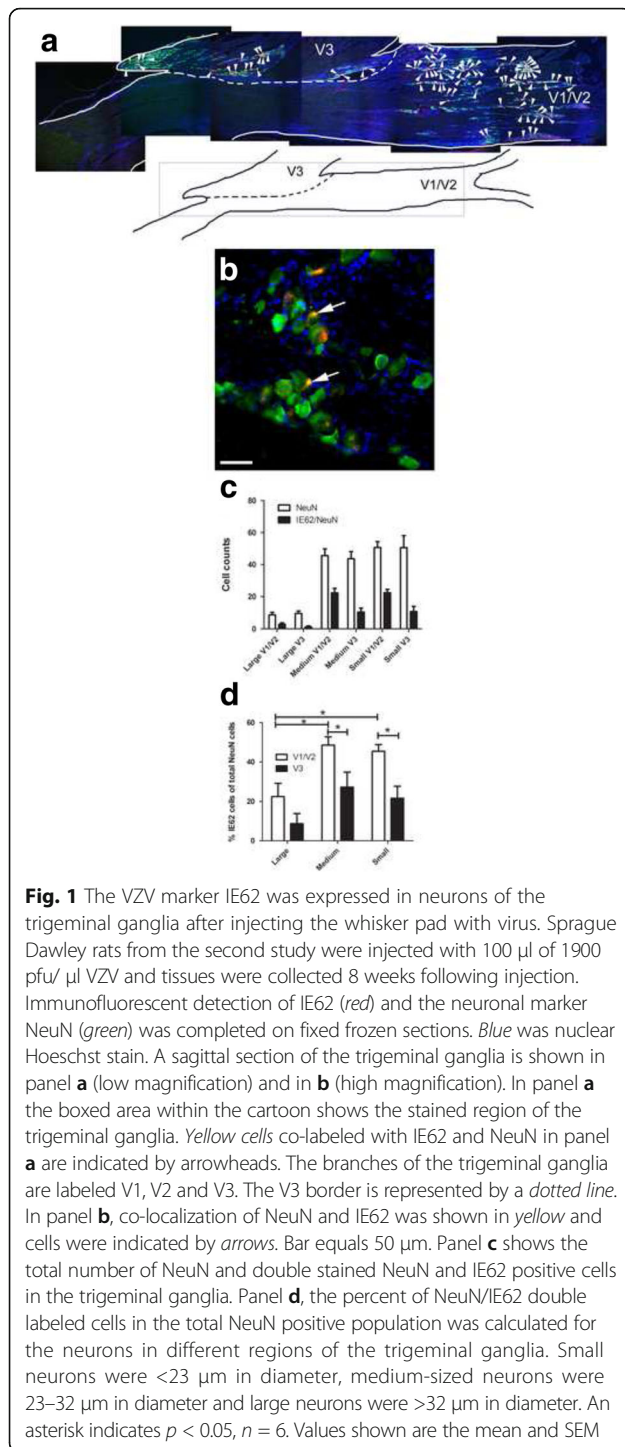 a
V3
V1/V2
V3
V1/V2
b
c
80
60
40
20
0
Cell counts
NeuN
IE62/NeuN
Large V1/V2
Large V3
Medium V1/V2
Medium V3
Small V1/V2
Small V3
d
60
40
20
0
% IE62 cells of total NeuN cells
*
*
*
*
V1/V2
V3
Large
Medium
Small
Fig. 1 The VZV marker IE62 was expressed in neurons of the
trigeminal ganglia after injecting the whisker pad with virus. Sprague
Dawley rats from the second study were injected with 100 μl of 1900
pfu/ μl VZV and tissues were collected 8 weeks following injection.
Immunofluorescent detection of IE62 (red) and the neuronal marker
NeuN (green) was completed on fixed frozen sections. Blue was nuclear
Hoeschst stain. A sagittal section of the trigeminal ganglia is shown in
panel a (low magnification) and in b (high magnification). In panel a
the boxed area within the cartoon shows the stained region of the
trigeminal ganglia. Yellow cells co-labeled with IE62 and NeuN in panel
a are indicated by arrowheads. The branches of the trigeminal ganglia
are labeled V1, V2 and V3. The V3 border is represented by a dotted line.
In panel b, co-localization of NeuN and IE62 was shown in yellow and
cells were indicated by arrows. Bar equals 50 μm. Panel c shows the
total number of NeuN and double stained NeuN and IE62 positive cells
in the trigeminal ganglia. Panel d, the percent of NeuN/IE62 double
labeled cells in the total NeuN positive population was calculated for
the neurons in different regions of the trigeminal ganglia. Small
neurons were <23 μm in diameter, medium-sized neurons were
23–32 μm in diameter and large neurons were >32 μm in diameter. An
asterisk indicates p < 0.05, n = 6. Values shown are the mean and SEM